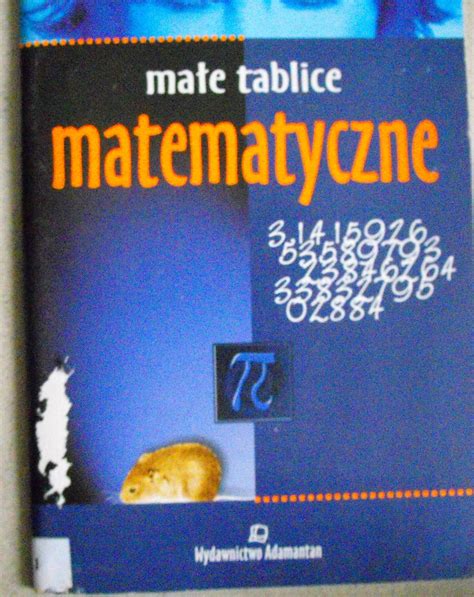 małe tablice
matematyczne
3,1415926
53589793
23846264
33832795
02884
π
Wydawnictwo Adamantan